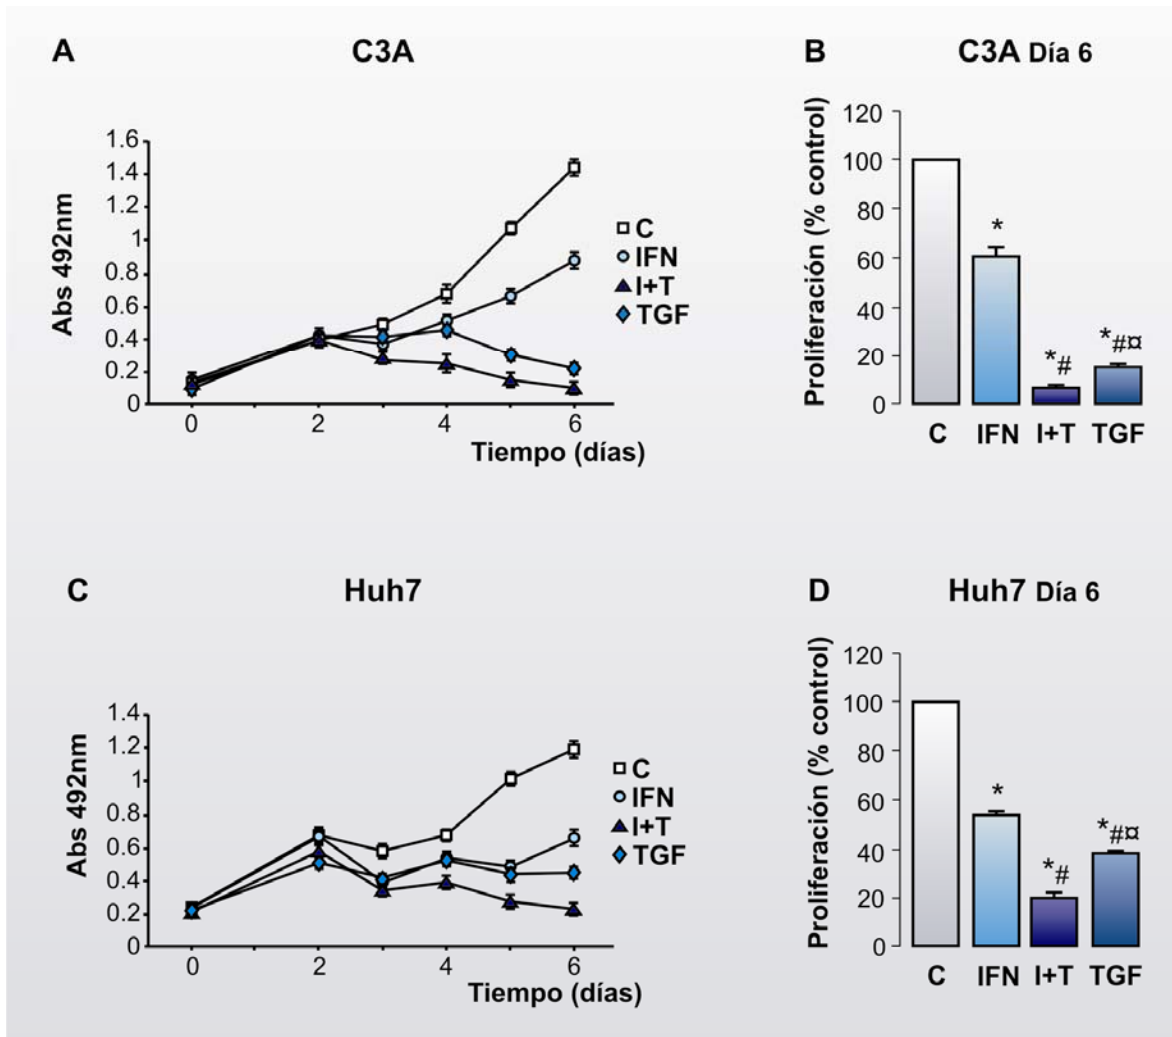 A
C3A
Abs 492nm
1.6
1.4
1.2
1
0.8
0.6
0.4
0.2
0
0 2 4 6
Tiempo (días)
C
IFN
I+T
TGF
B
C3A Día 6
Proliferación (% control)
120
100
80
60
40
20
0
*
*#
*#¤
C IFN I+T TGF
C
Huh7
Abs 492nm
1.4
1.2
1
0.8
0.6
0.4
0.2
0
0 2 4 6
Tiempo (días)
C
IFN
I+T
TGF
D
Huh7 Día 6
Proliferación (% control)
120
100
80
60
40
20
0
*
*#
*#¤
C IFN I+T TGF